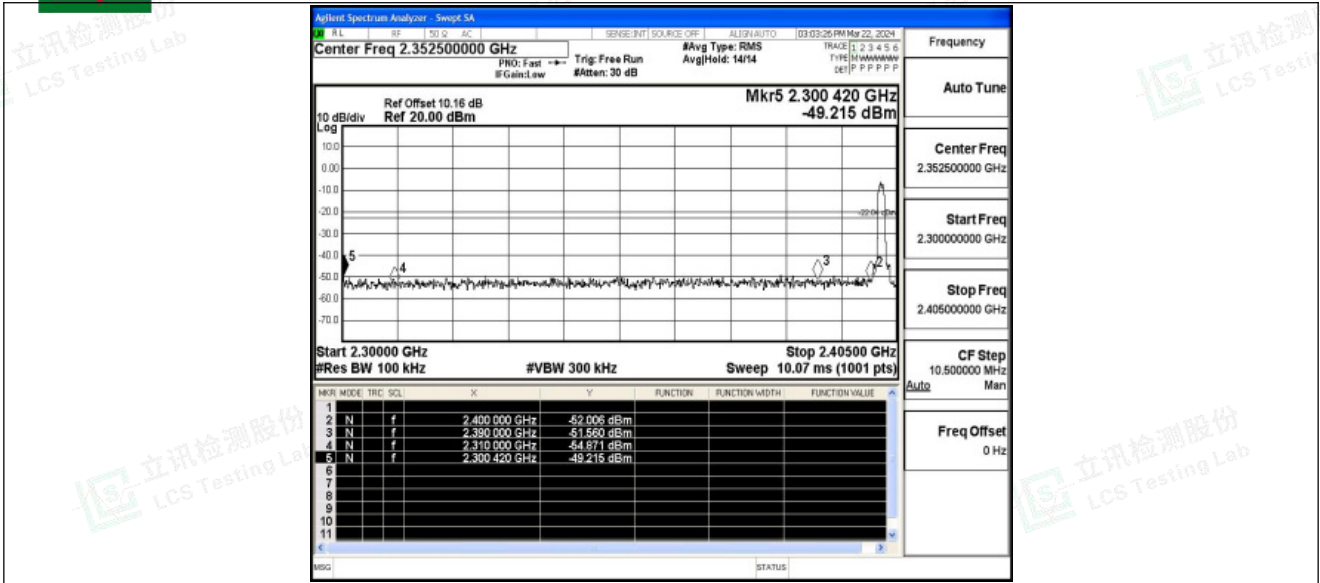 Agilent Spectrum Analyzer - Swept SA
RL RF 50 Ω AC SENSE:INT SOURCE OFF ALIGN AUTO 03:03:26 PM Mar 22, 2024
Center Freq 2.352500000 GHz
PNO: Fast
IFGain:Low
Trig: Free Run
#Atten: 30 dB
#Avg Type: RMS
Avg|Hold: 14/14
TRACE 1 2 3 4 5 6
TYPE M W W W W W
DET P P P P P P
Mkr5 2.300 420 GHz
-49.215 dBm
Ref Offset 10.16 dB
10 dB/div Ref 20.00 dBm
Log
10.0
0.00
-10.0
-20.0
-30.0
-40.0
-50.0
-60.0
-70.0
5
4
3
2
Start 2.30000 GHz Stop 2.40500 GHz
#Res BW 100 kHz #VBW 300 kHz Sweep 10.07 ms (1001 pts)
MKR MODE TRC SCL X Y FUNCTION FUNCTION WIDTH FUNCTION VALUE
1
2 N f 2.400 000 GHz -52.006 dBm
3 N f 2.390 000 GHz -51.560 dBm
4 N f 2.310 000 GHz -54.871 dBm
5 N f 2.300 420 GHz -49.215 dBm
6
7
8
9
10
11
MSG STATUS
Frequency
Auto Tune
Center Freq
2.352500000 GHz
Start Freq
2.300000000 GHz
Stop Freq
2.405000000 GHz
CF Step
10.500000 MHz
Auto Man
Freq Offset
0 Hz
立讯检测股份
LCS Testing Lab
立讯检测
LCS Testi
立讯检测股份
LCS Testing La
立讯检测股份
LCS Testing Lab